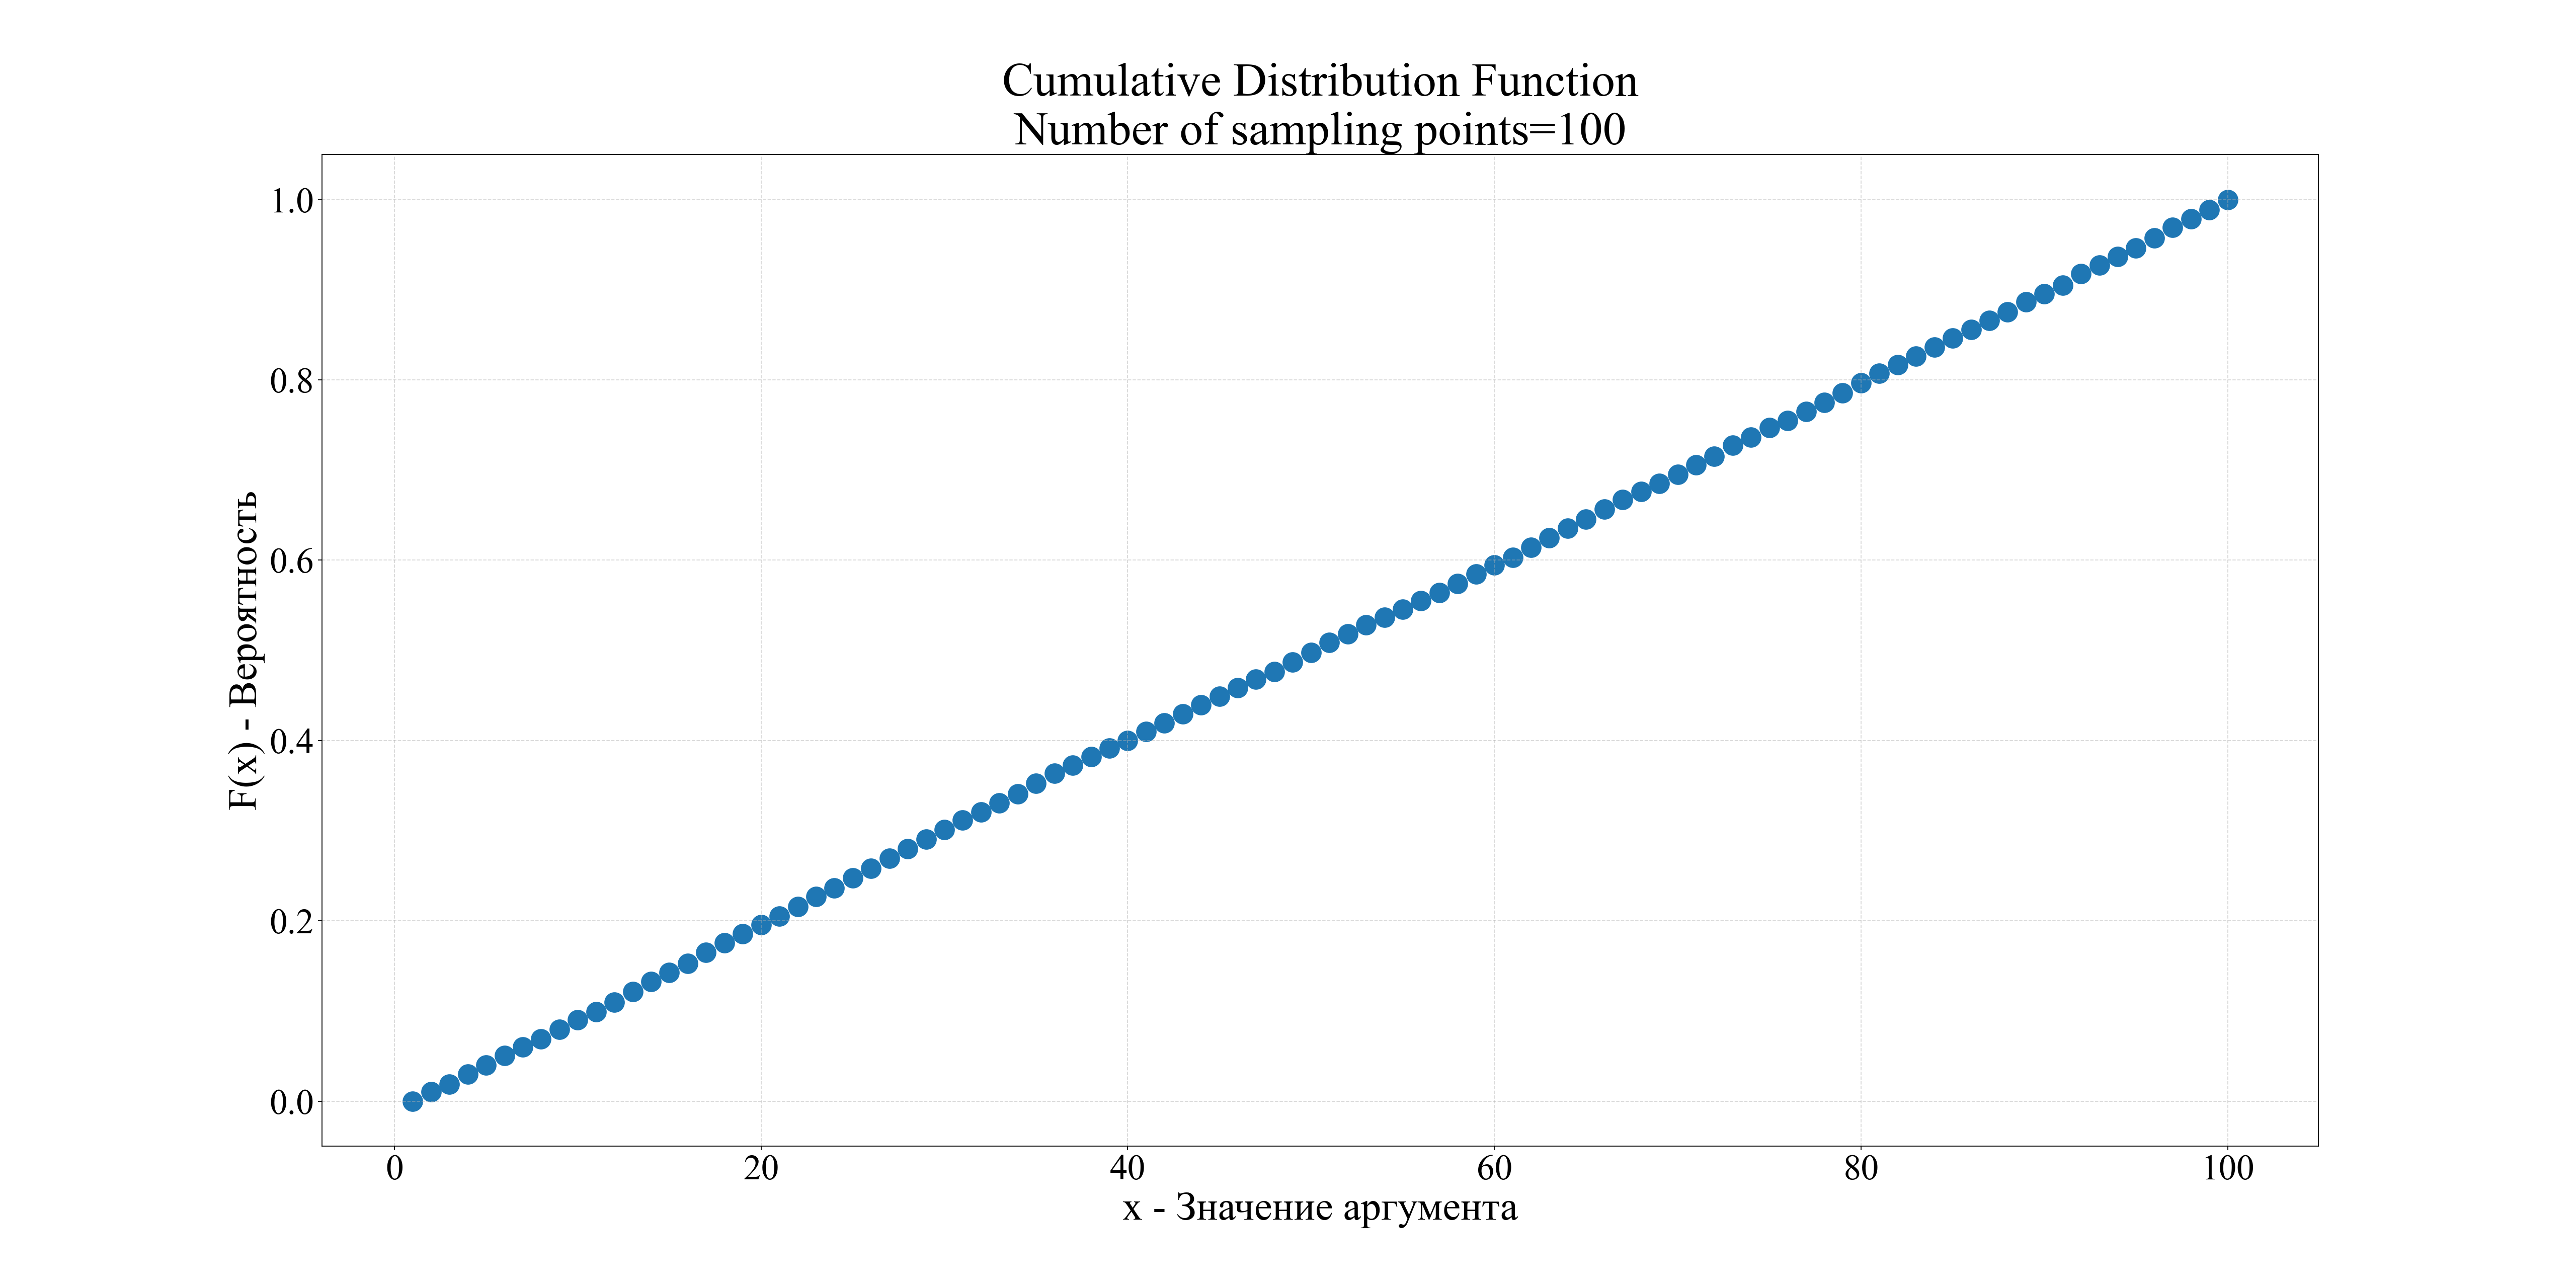 Cumulative Distribution Function
Number of sampling points=100
F(x) - Вероятность
1.0
0.8
0.6
0.4
0.2
0.0
0 20 40 60 80 100
x - Значение аргумента